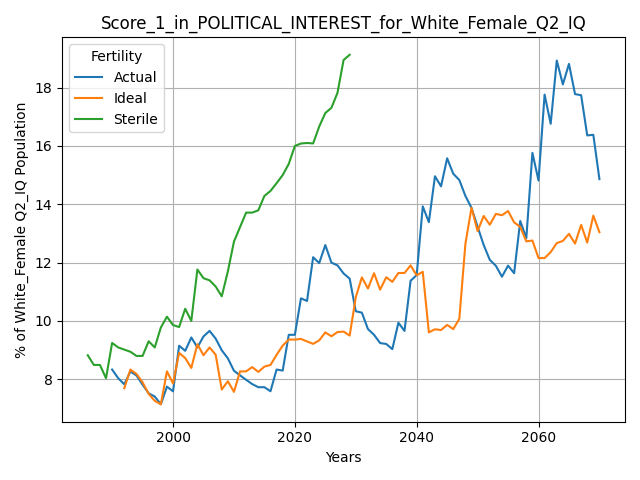 Score_1_in_POLITICAL_INTEREST_for_White_Female_Q2_IQ
Fertility
Actual
Ideal
Sterile
% of White_Female Q2_IQ Population
18
16
14
12
10
8
2000
2020
2040
2060
Years